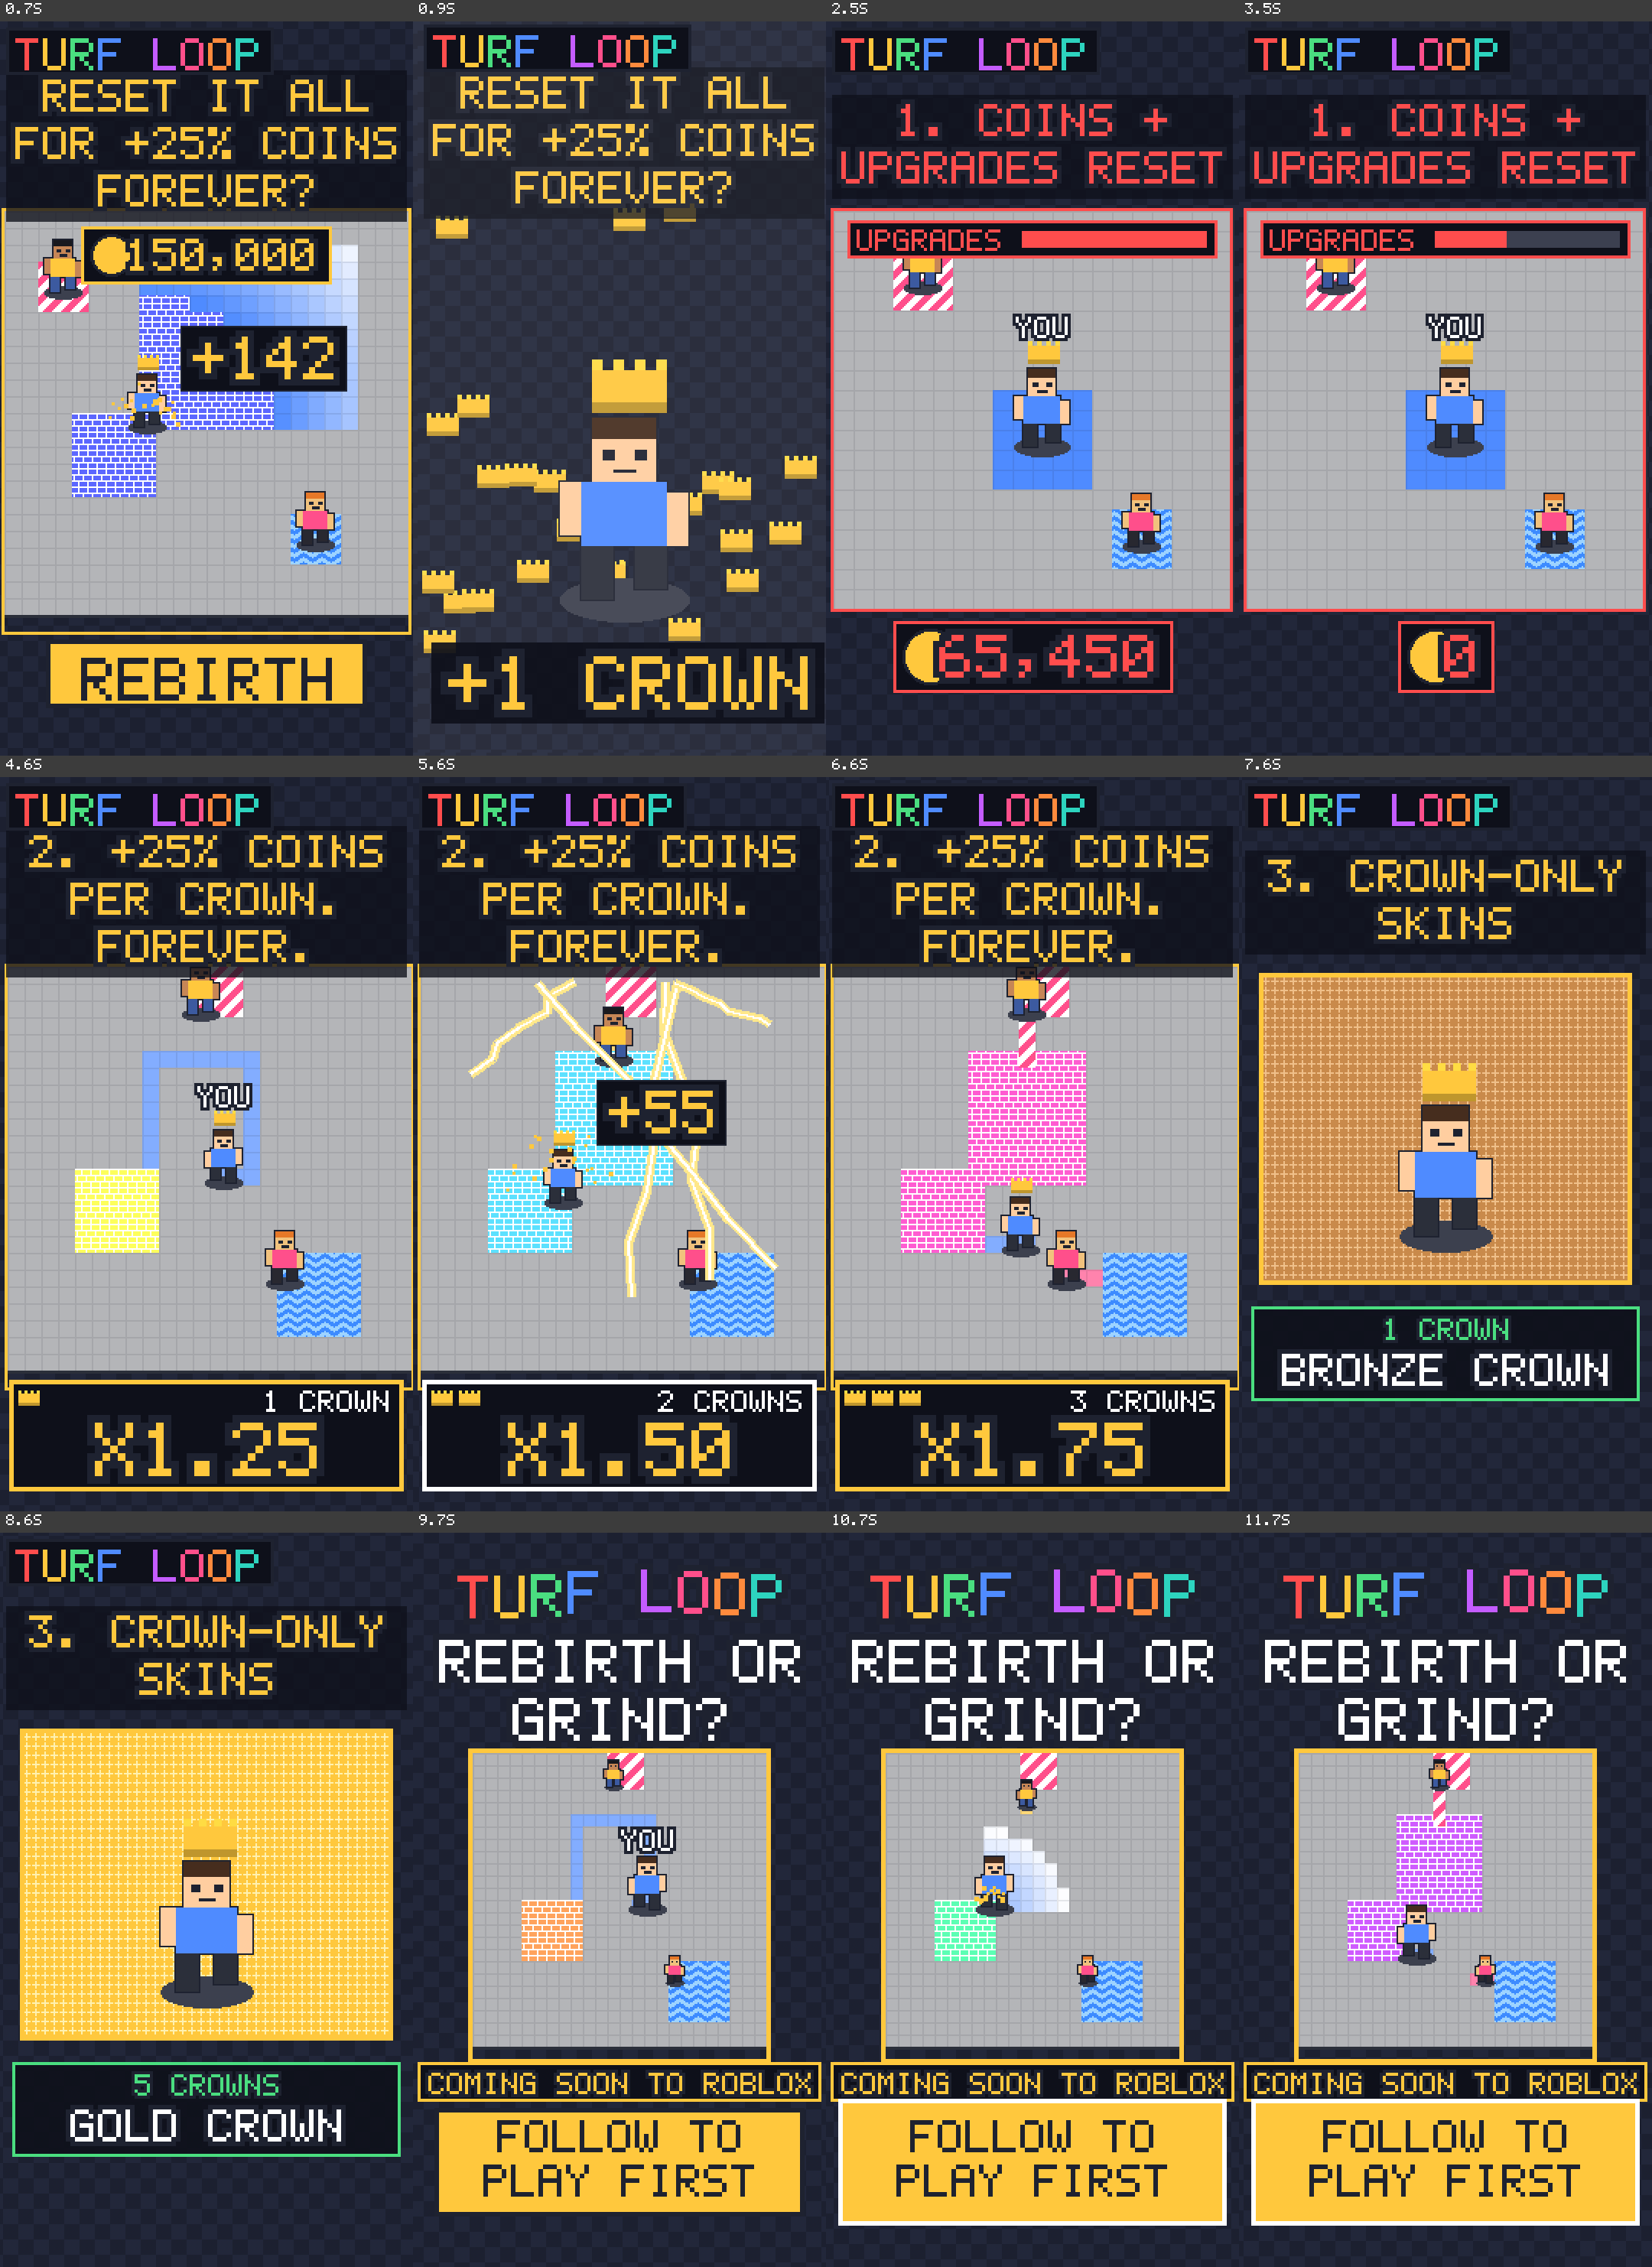 0.7S
TURF LOOP
RESET IT ALL
FOR +25% COINS
FOREVER?
150,000
+142
REBIRTH
0.9S
TURF LOOP
RESET IT ALL
FOR +25% COINS
FOREVER?
+1 CROWN
2.5S
TURF LOOP
1. COINS +
UPGRADES RESET
UPGRADES
YOU
65,450
3.5S
TURF LOOP
1. COINS +
UPGRADES RESET
UPGRADES
YOU
0
4.6S
TURF LOOP
2. +25% COINS
PER CROWN.
FOREVER.
YOU
1 CROWN
X1.25
5.6S
TURF LOOP
2. +25% COINS
PER CROWN.
FOREVER.
+55
2 CROWNS
X1.50
6.6S
TURF LOOP
2. +25% COINS
PER CROWN.
FOREVER.
3 CROWNS
X1.75
7.6S
TURF LOOP
3. CROWN-ONLY
SKINS
1 CROWN
BRONZE CROWN
8.6S
TURF LOOP
3. CROWN-ONLY
SKINS
5 CROWNS
GOLD CROWN
9.7S
TURF LOOP
REBIRTH OR
GRIND?
YOU
COMING SOON TO ROBLOX
FOLLOW TO
PLAY FIRST
10.7S
TURF LOOP
REBIRTH OR
GRIND?
COMING SOON TO ROBLOX
FOLLOW TO
PLAY FIRST
11.7S
TURF LOOP
REBIRTH OR
GRIND?
COMING SOON TO ROBLOX
FOLLOW TO
PLAY FIRST